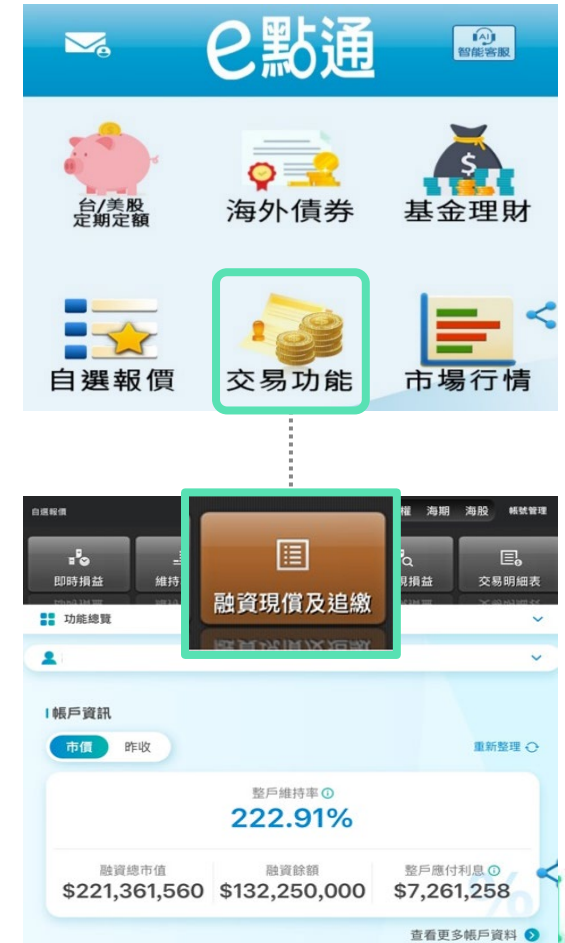 e點通
AI
智能客服
台/美股
定期定額
海外債券
基金理財
自選報價
交易功能
市場行情
自選報價
權 海期 海股 帳號管理
即時損益
維持
融資現償及追繳
現損益
交易明細表
功能總覽
帳戶資訊
市價 昨收
重新整理
整戶維持率
222.91%
融資總市值 融資餘額 整戶應付利息
$221,361,560 $132,250,000 $7,261,258
查看更多帳戶資料